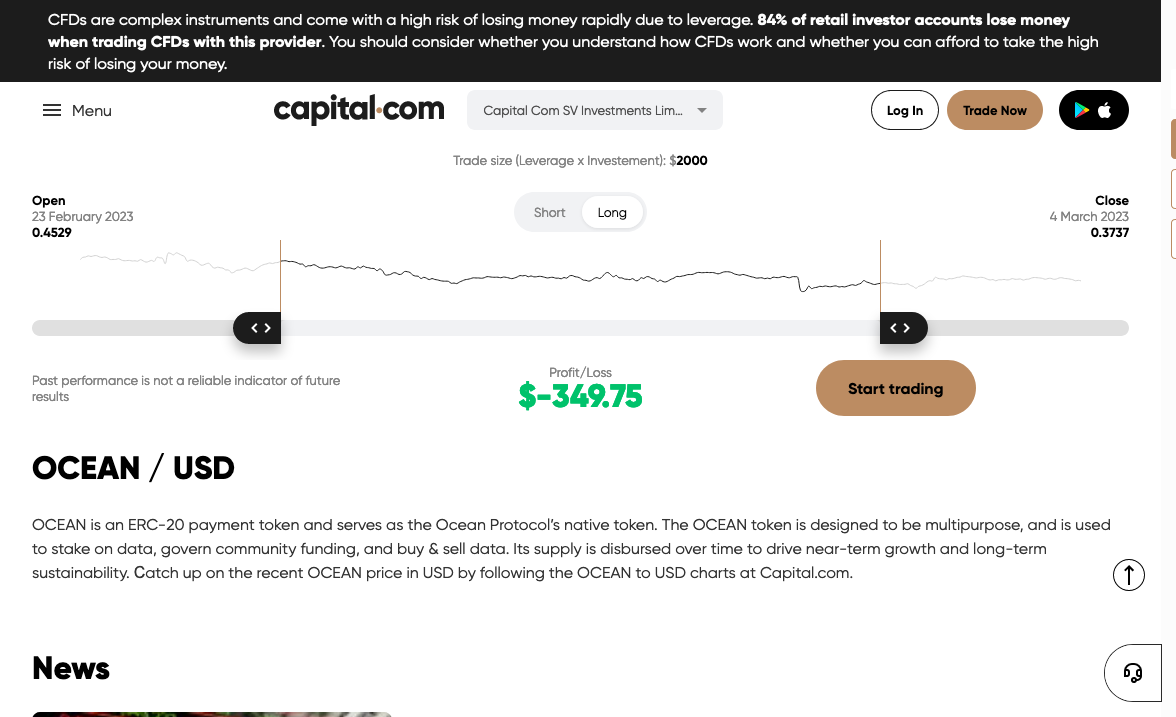 CFDs are complex instruments and come with a high risk of losing money rapidly due to leverage. 84% of retail investor accounts lose money
when trading CFDs with this provider. You should consider whether you understand how CFDs work and whether you can afford to take the high
risk of losing your money.
Menu
capital.com
Capital Com SV Investments Lim...
Log In
Trade Now
Trade size (Leverage x Investement): $2000
Open
23 February 2023
0.4529
Short
Long
Close
4 March 2023
0.3737
Past performance is not a reliable indicator of future
results
Profit/Loss
$-349.75
Start trading
OCEAN / USD
OCEAN is an ERC-20 payment token and serves as the Ocean Protocol’s native token. The OCEAN token is designed to be multipurpose, and is used
to stake on data, govern community funding, and buy & sell data. Its supply is disbursed over time to drive near-term growth and long-term
sustainability. Catch up on the recent OCEAN price in USD by following the OCEAN to USD charts at Capital.com.
News